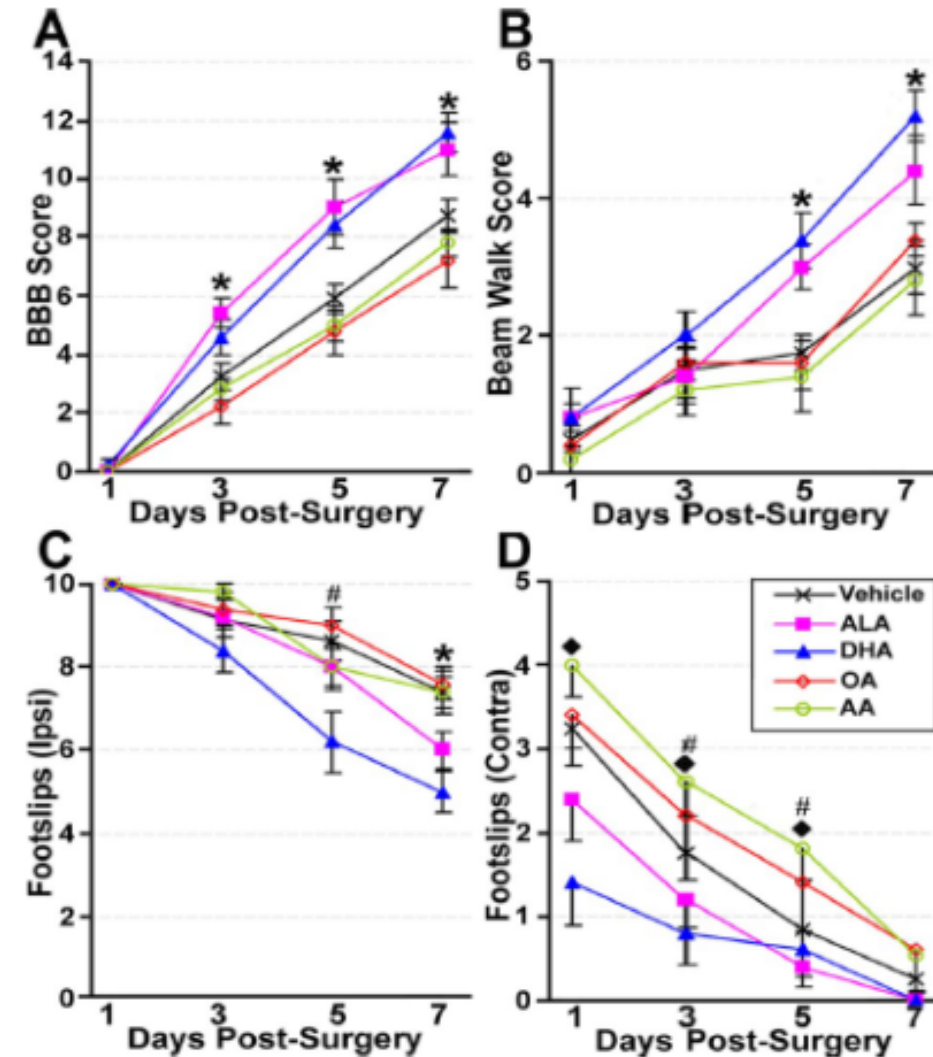 A
BBB Score
14
12
10
8
6
4
2
0
*
*
*
1 3 5 7
Days Post-Surgery
B
Beam Walk Score
6
4
2
0
*
*
1 3 5 7
Days Post-Surgery
C
Footslips (Ipsi)
10
8
6
4
2
0
#
*
1 3 5 7
Days Post-Surgery
D
Footslips (Contra)
5
4
3
2
1
0
◆
#
◆
#
◆
Vehicle
ALA
DHA
OA
AA
1 3 5 7
Days Post-Surgery